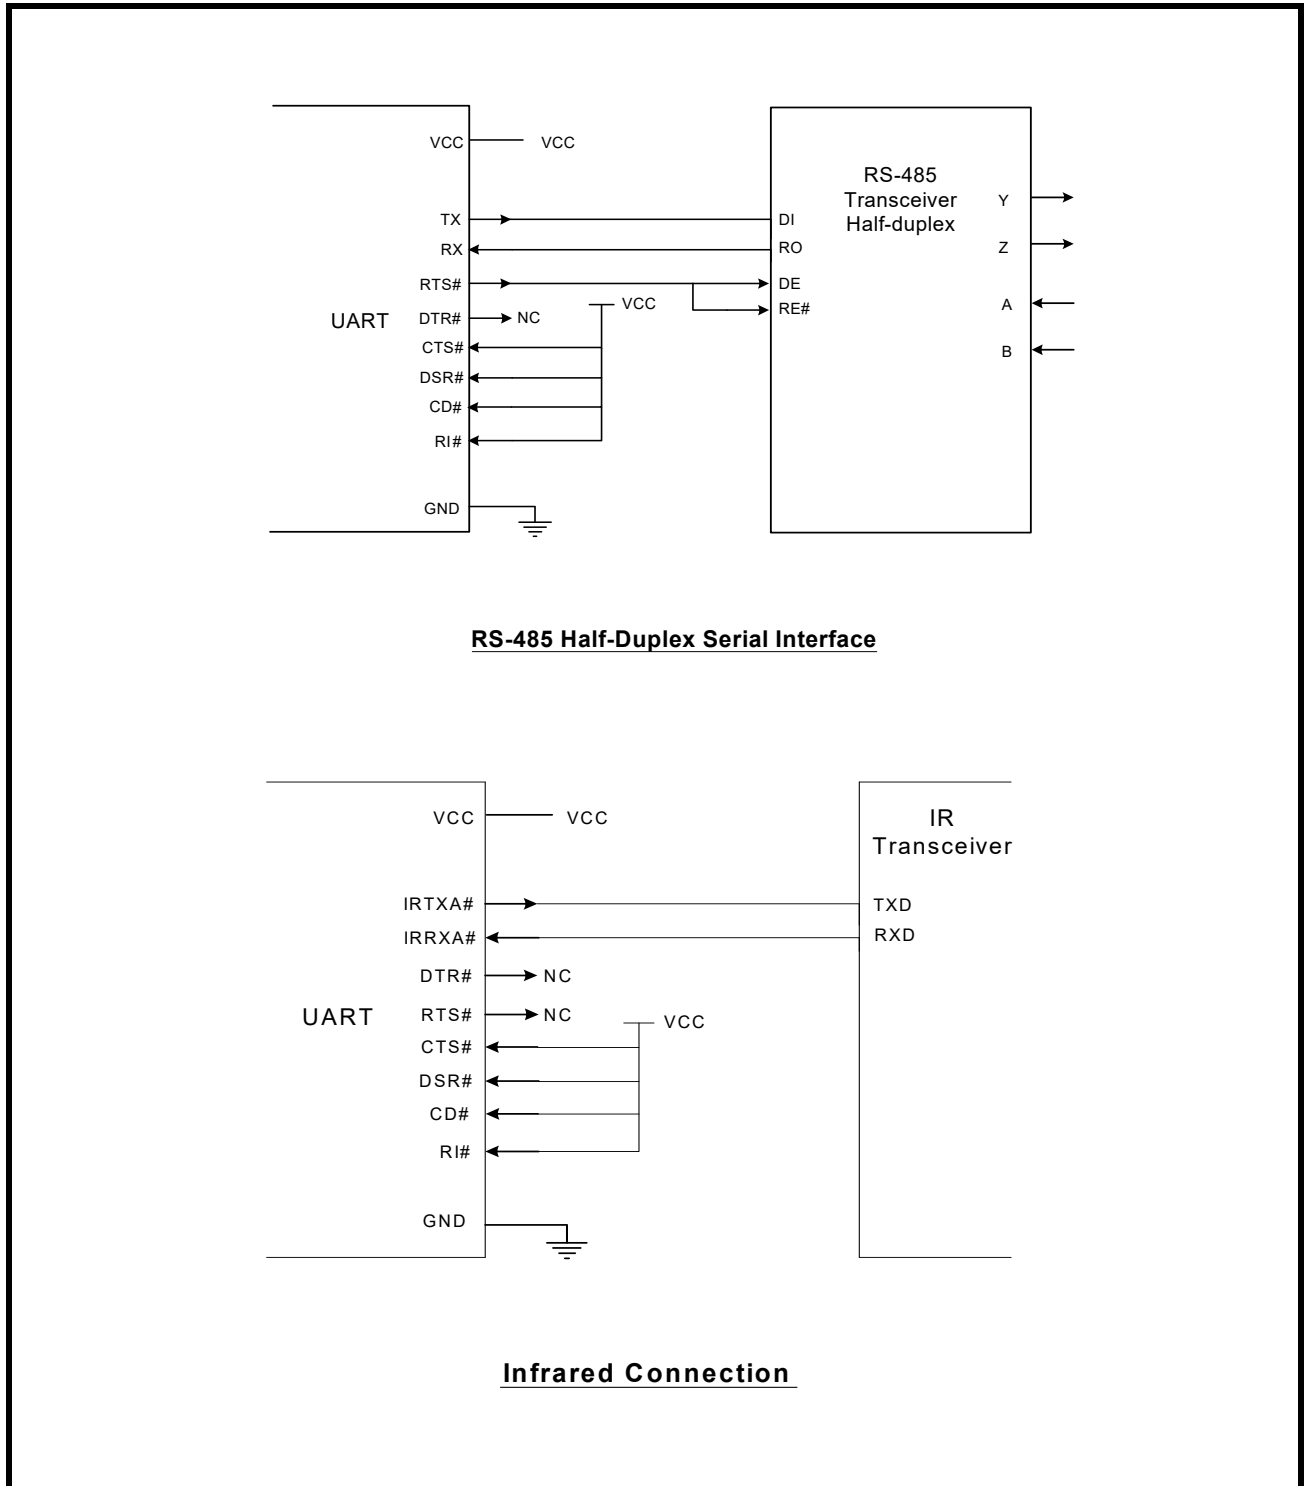 VCC VCC
TX
RX
RTS#
DTR# NC
CTS#
DSR#
CD#
RI#
GND
UART
VCC
RS-485
Transceiver
Half-duplex
DI
RO
DE
RE#
Y
Z
A
B
RS-485 Half-Duplex Serial Interface
VCC VCC
IRTXA#
IRRXA#
DTR# NC
RTS# NC
CTS#
DSR#
CD#
RI#
GND
UART
VCC
IR
Transceiver
TXD
RXD
Infrared Connection